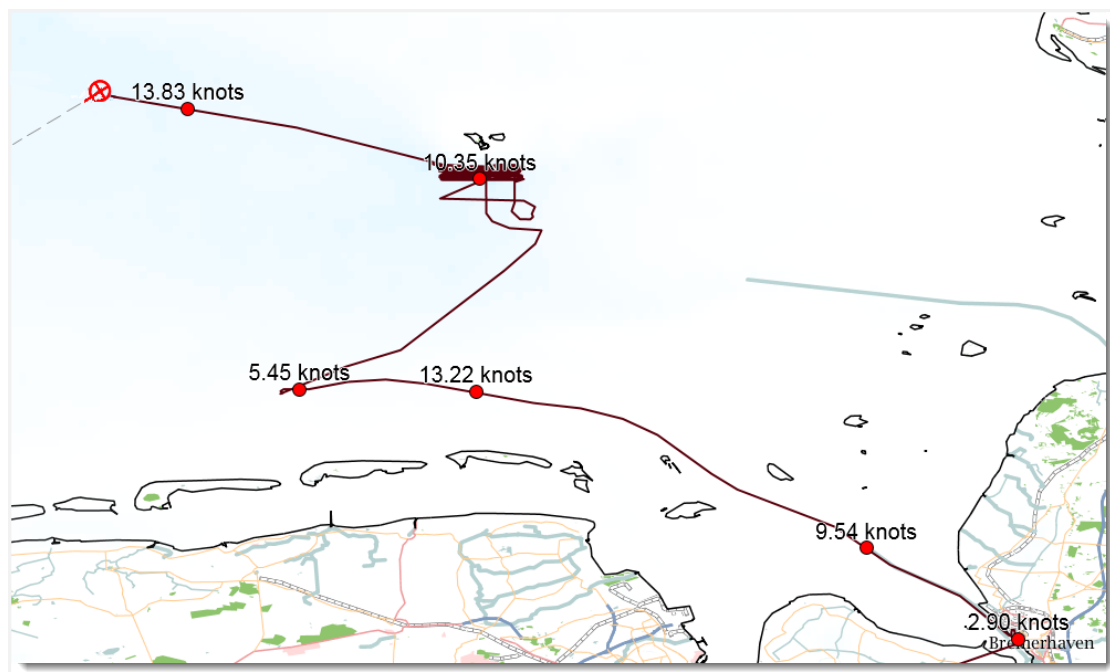 13.83 knots
10.35 knots
5.45 knots
13.22 knots
9.54 knots
2.90 knots
Bremerhaven